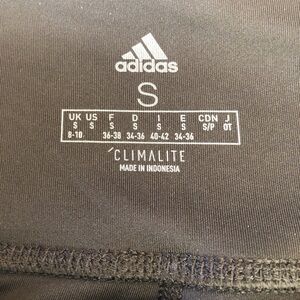 adidas
S
UK US F D I E CDN J
S S S S S S S/P OT
8-10 36-38 34-36 40-42 34-36
CLIMALITE
MADE IN INDONESIA